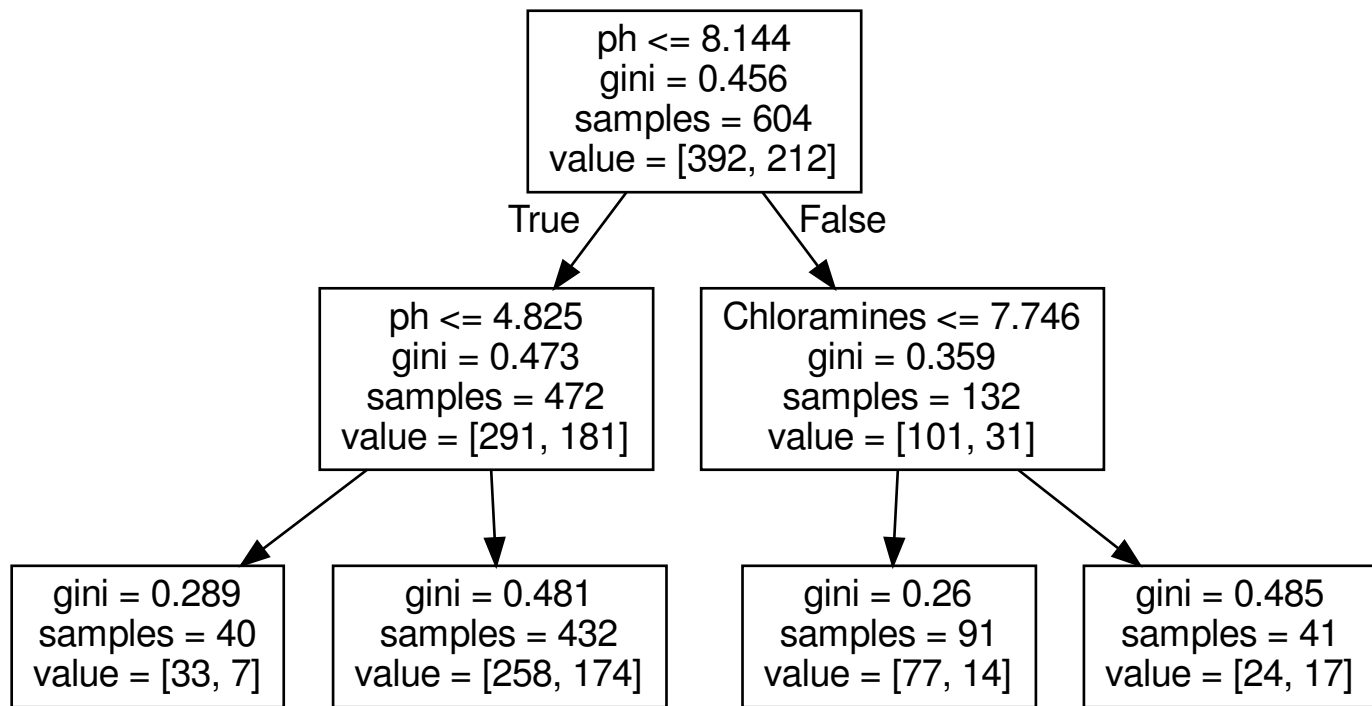 ph <= 8.144
gini = 0.456
samples = 604
value = [392, 212]
True
False
ph <= 4.825
gini = 0.473
samples = 472
value = [291, 181]
Chloramines <= 7.746
gini = 0.359
samples = 132
value = [101, 31]
gini = 0.289
samples = 40
value = [33, 7]
gini = 0.481
samples = 432
value = [258, 174]
gini = 0.26
samples = 91
value = [77, 14]
gini = 0.485
samples = 41
value = [24, 17]